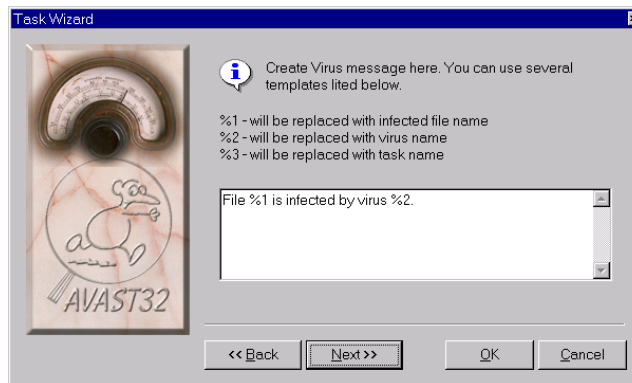 Task Wizard
Create Virus message here. You can use several
templates lited below.
%1 - will be replaced with infected file name
%2 - will be replaced with virus name
%3 - will be replaced with task name
File %1 is infected by virus %2.
AVAST32
<< Back
Next >>
OK
Cancel